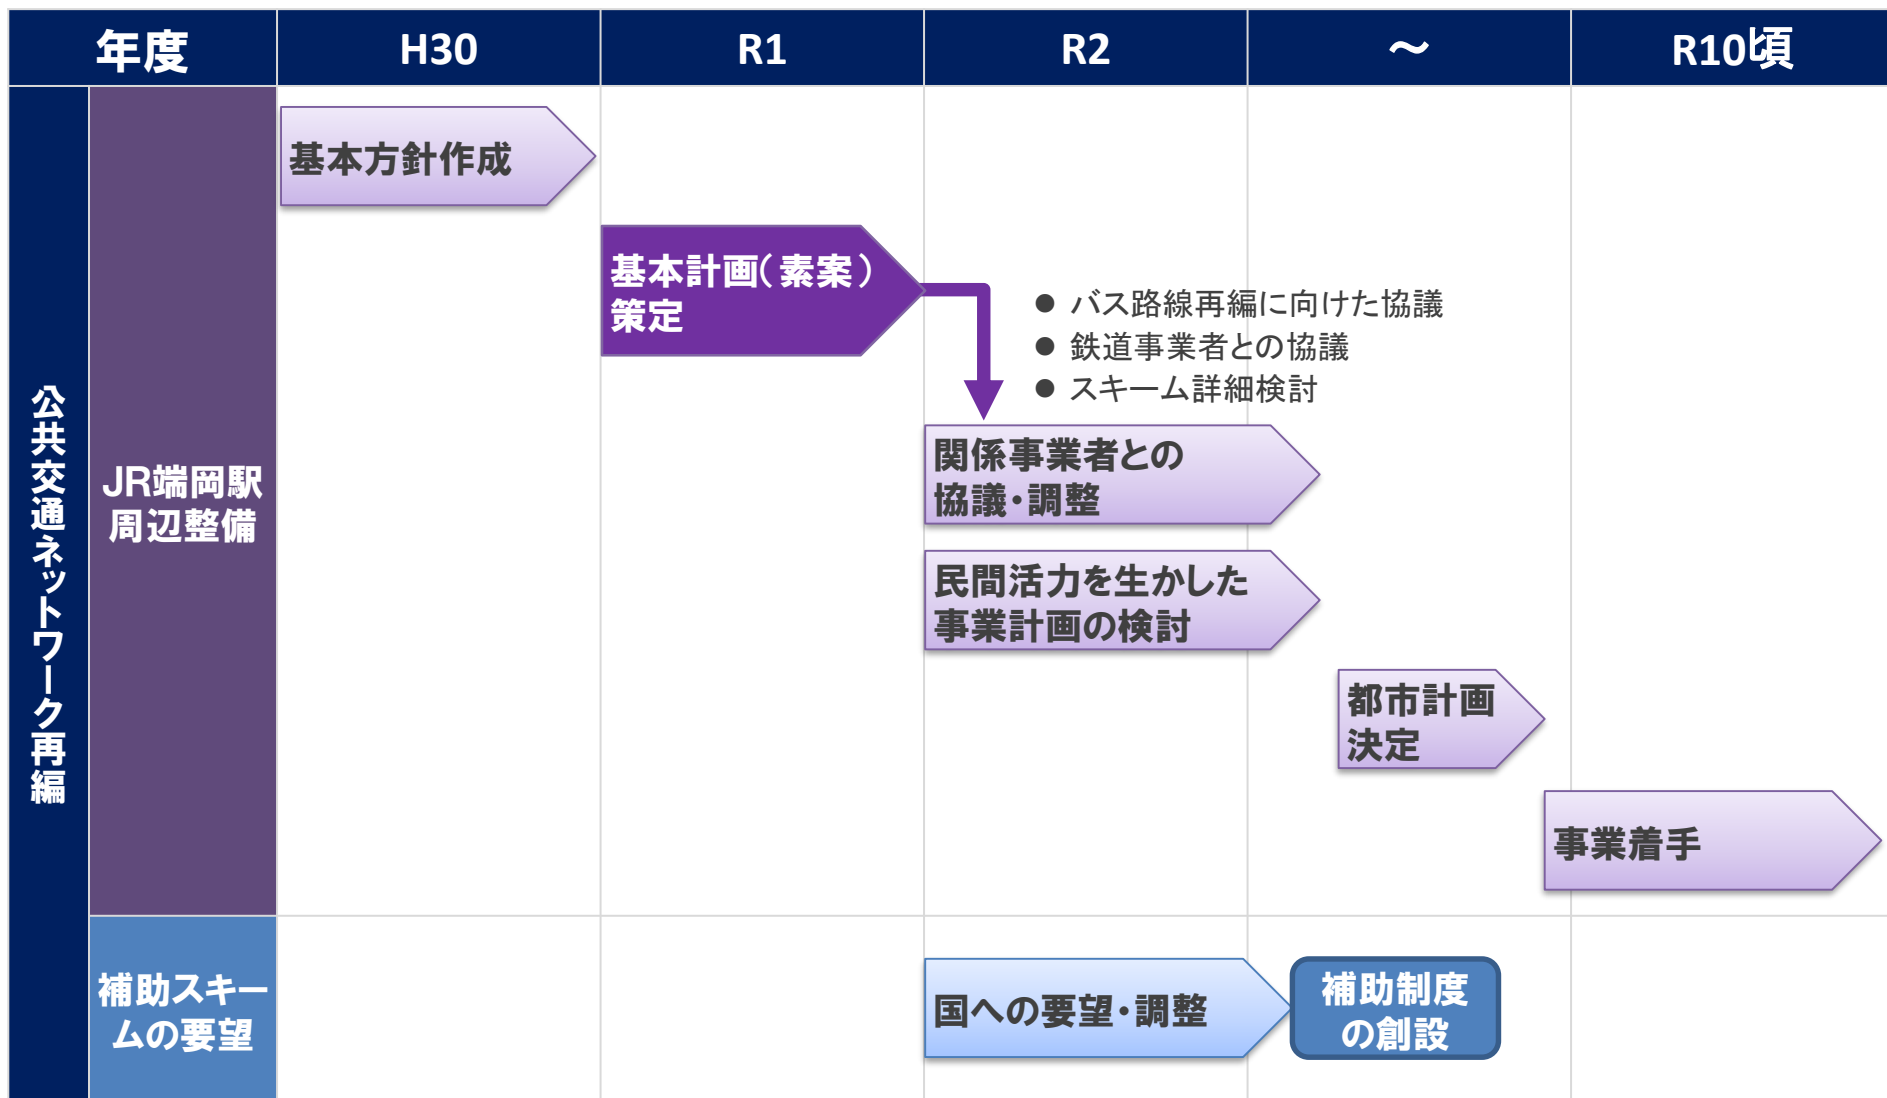 年度
H30
R1
R2
～
R10頃
公共交通ネットワーク再編
JR端岡駅
周辺整備
基本方針作成
基本計画（素案）
策定
● バス路線再編に向けた協議
● 鉄道事業者との協議
● スキーム詳細検討
関係事業者との
協議・調整
民間活力を生かした
事業計画の検討
都市計画
決定
事業着手
補助スキー
ムの要望
国への要望・調整
補助制度
の創設